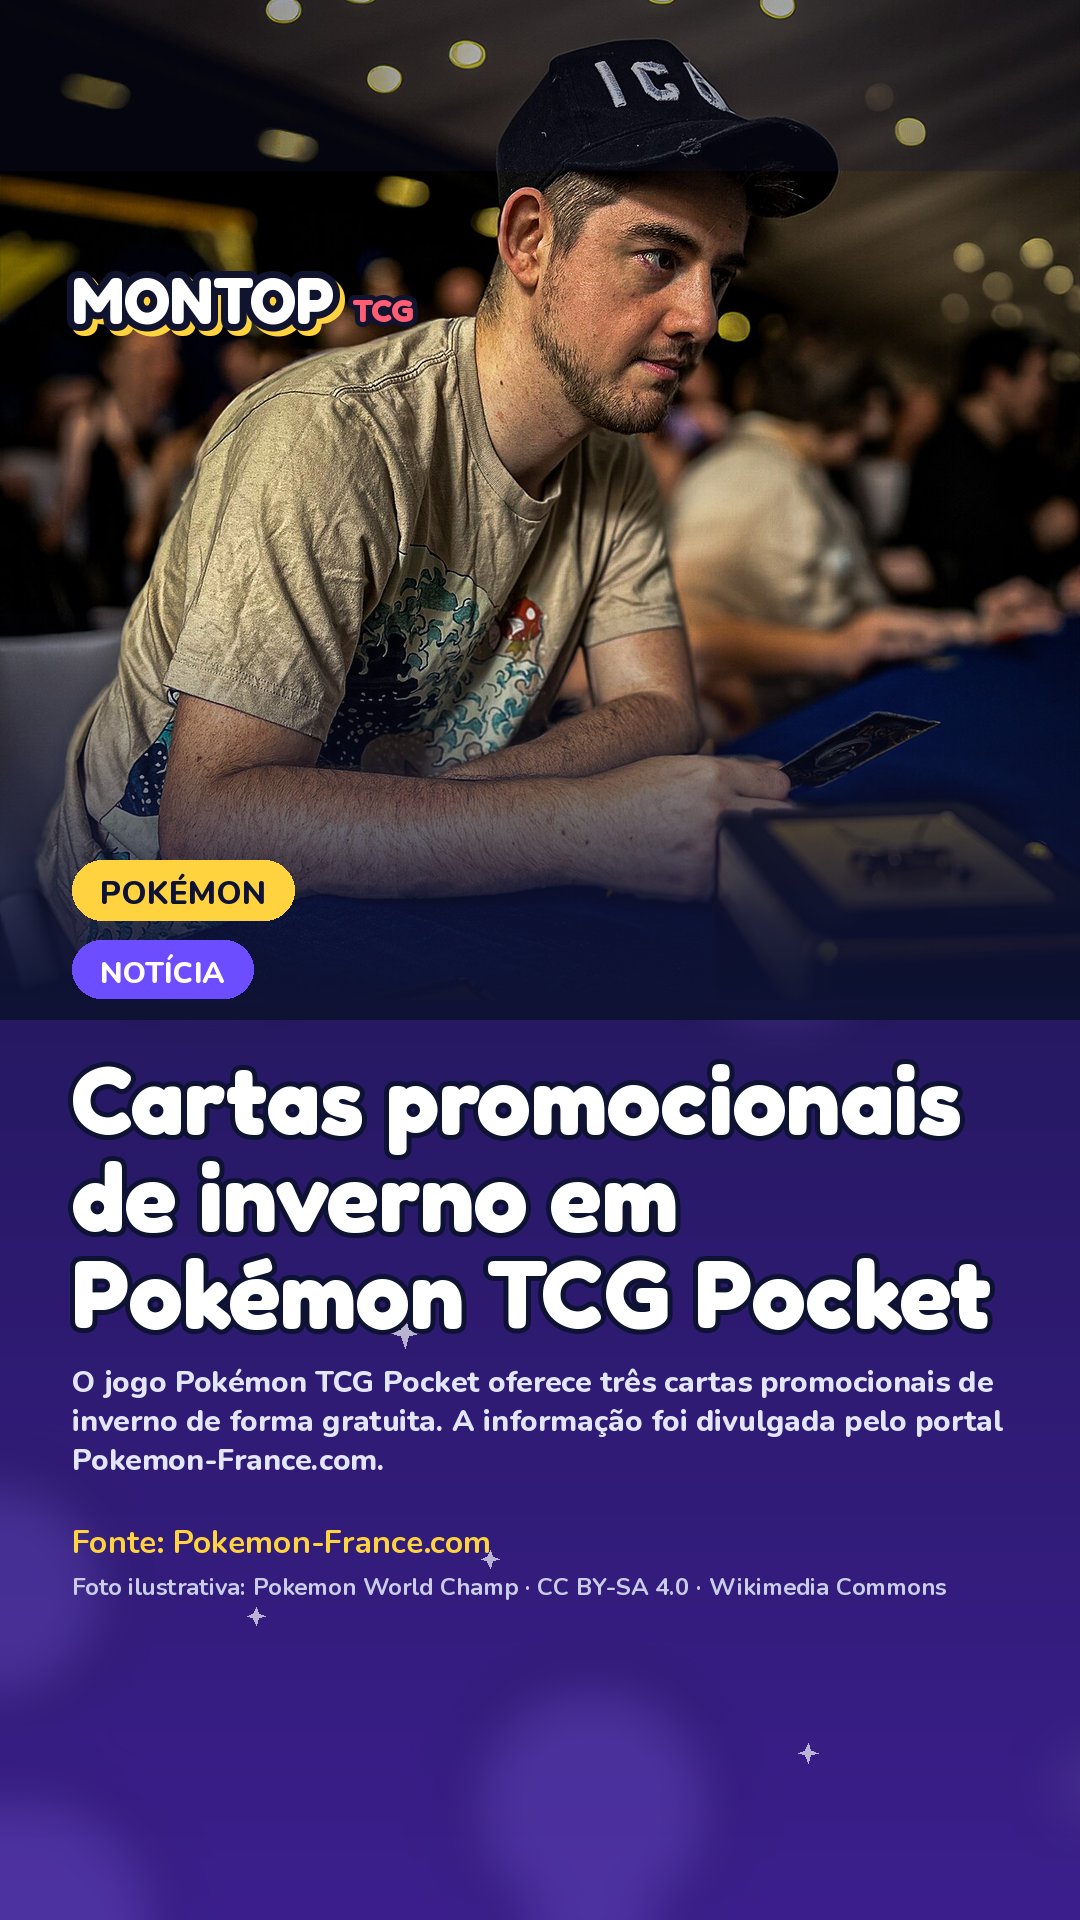 MONTOP TCG
POKÉMON
NOTÍCIA
Cartas promocionais
de inverno em
Pokémon TCG Pocket
O jogo Pokémon TCG Pocket oferece três cartas promocionais de
inverno de forma gratuita. A informação foi divulgada pelo portal
Pokemon-France.com.
Fonte: Pokemon-France.com
Foto ilustrativa: Pokemon World Champ · CC BY-SA 4.0 · Wikimedia Commons